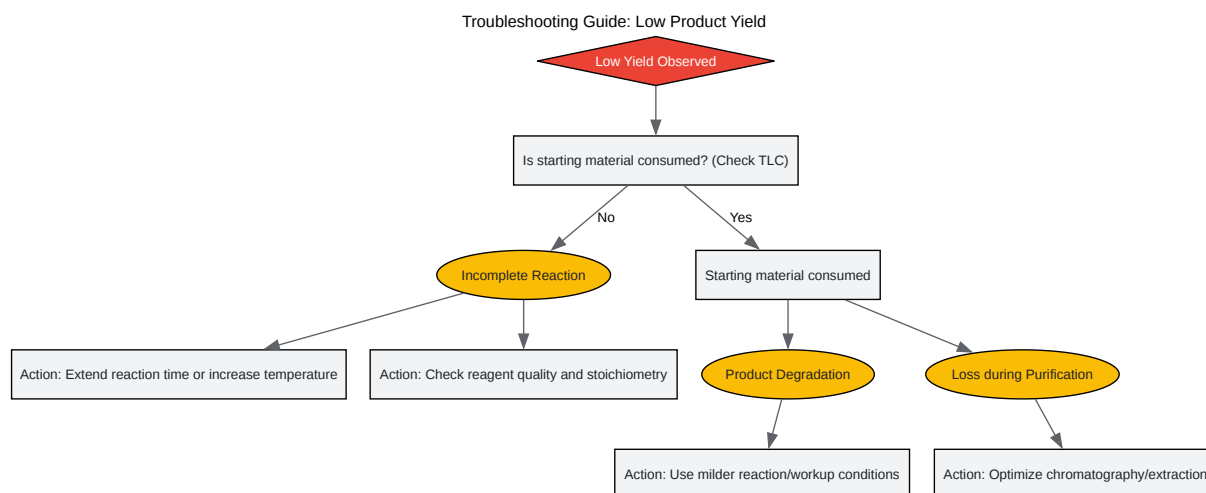 Troubleshooting Guide: Low Product Yield
Low Yield Observed
Is starting material consumed? (Check TLC)
No
Yes
Incomplete Reaction
Starting material consumed
Action: Extend reaction time or increase temperature
Action: Check reagent quality and stoichiometry
Product Degradation
Loss during Purification
Action: Use milder reaction/workup conditions
Action: Optimize chromatography/extraction